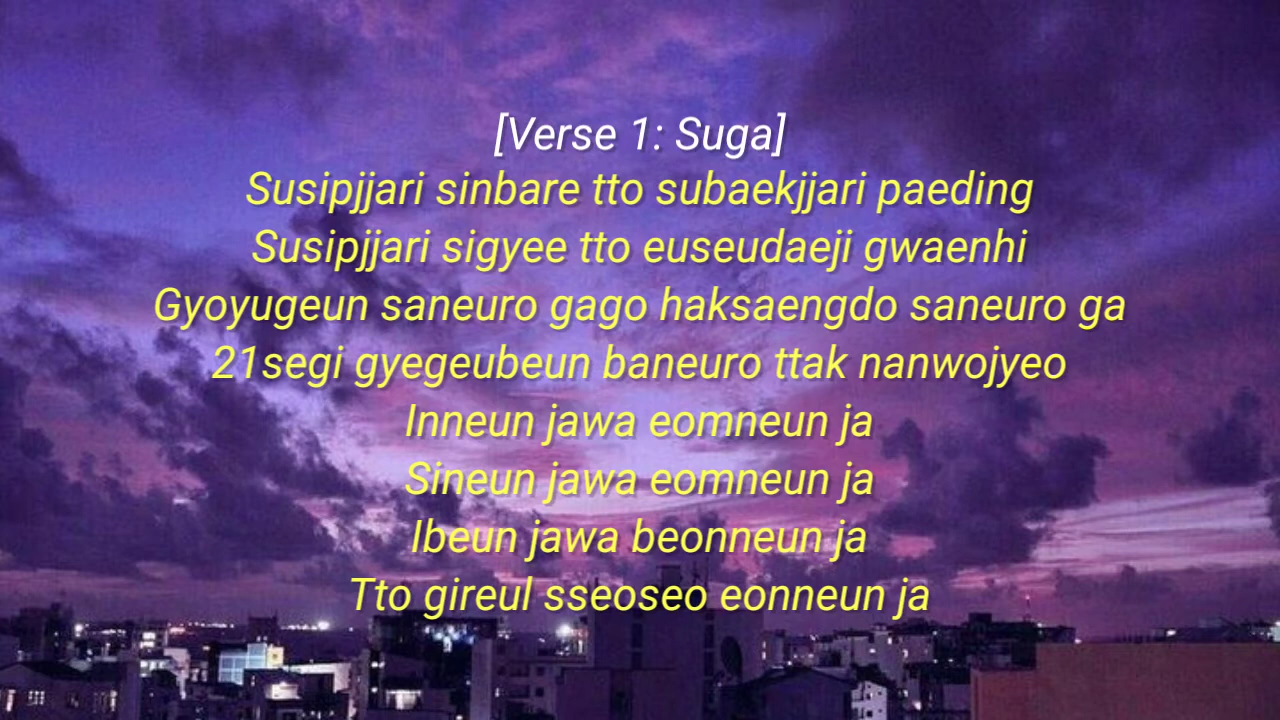 [Verse 1: Suga]
Susipjjari sinbare tto subaekjjari paeding
Susipjjari sigyee tto euseudaeji gwaenhi
Gyoyugeun saneuro gago haksaengdo saneuro ga
21segi gyegeubeun baneuro ttak nanwojyeo
Inneun jawa eomneun ja
Sineun jawa eomneun ja
Ibeun jawa beonneun ja
Tto gireul sseoseo eonneun ja